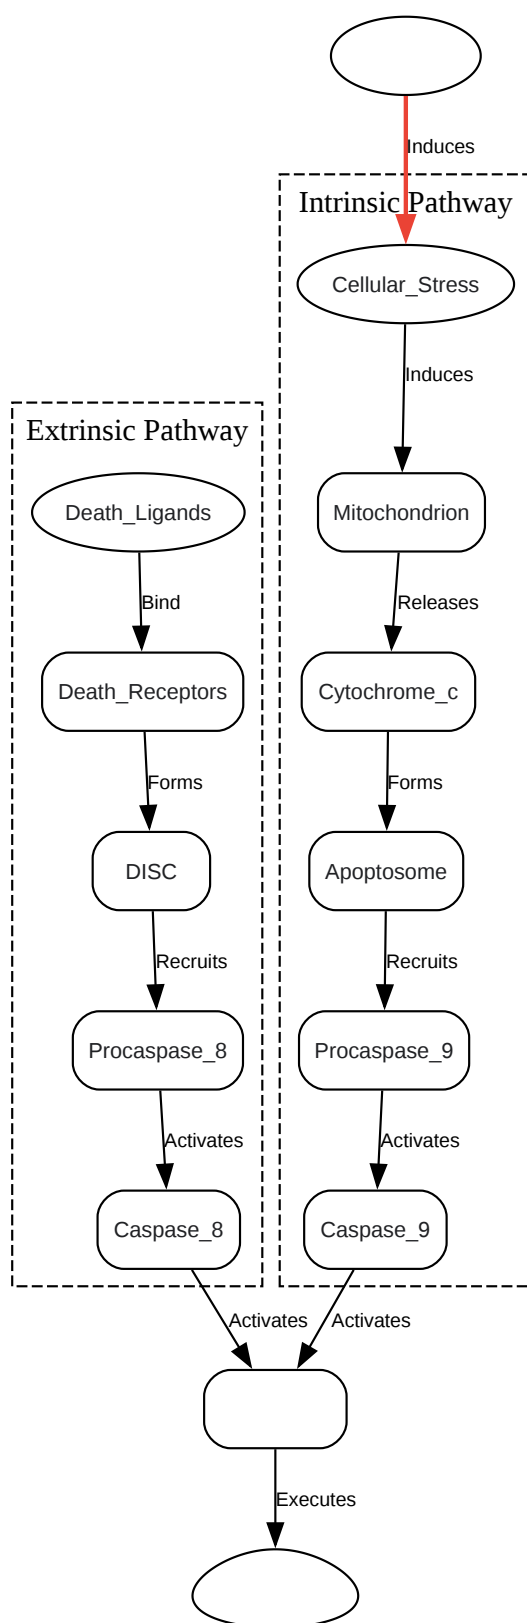 Induces
Intrinsic Pathway
Cellular_Stress
Induces
Extrinsic Pathway
Death_Ligands
Mitochondrion
Bind
Releases
Death_Receptors
Cytochrome_c
Forms
Forms
DISC
Apoptosome
Recruits
Recruits
Procaspase_8
Procaspase_9
Activates
Activates
Caspase_8
Caspase_9
Activates
Activates
Executes